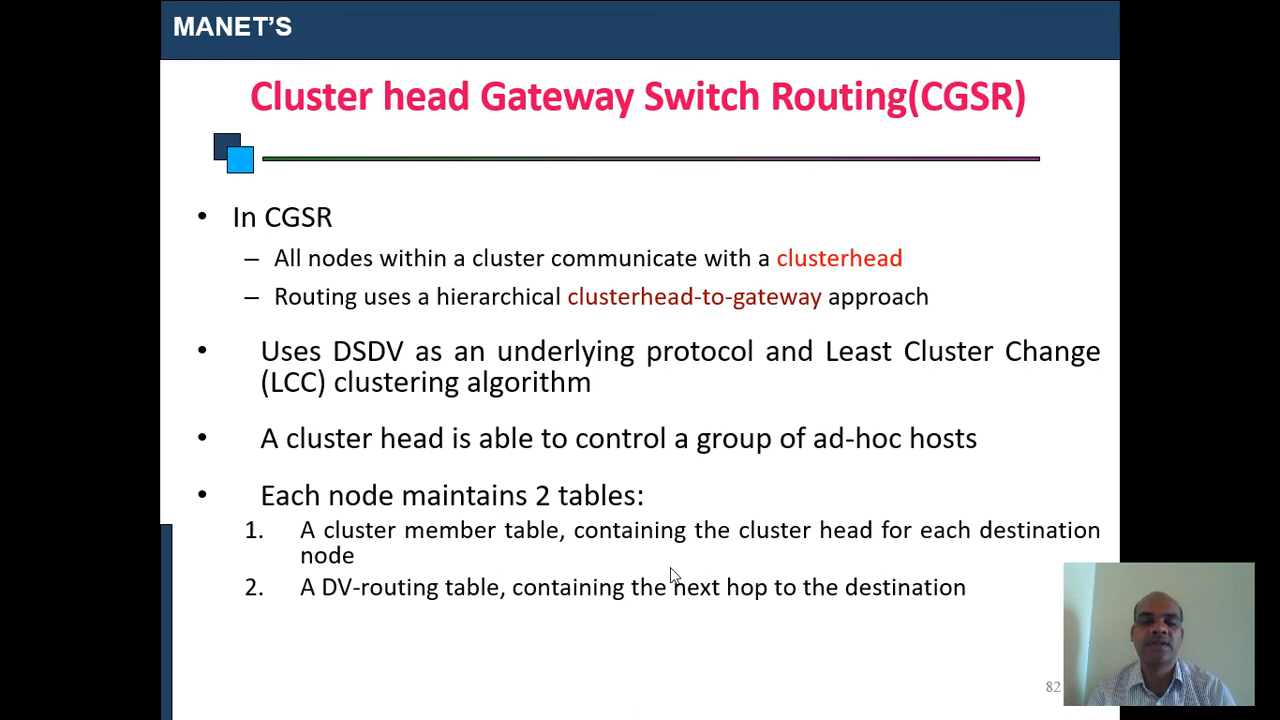 MANET'S
Cluster head Gateway Switch Routing(CGSR)
• In CGSR
– All nodes within a cluster communicate with a clusterhead
– Routing uses a hierarchical clusterhead-to-gateway approach
• Uses DSDV as an underlying protocol and Least Cluster Change
(LCC) clustering algorithm
• A cluster head is able to control a group of ad-hoc hosts
• Each node maintains 2 tables:
1. A cluster member table, containing the cluster head for each destination
node
2. A DV-routing table, containing the next hop to the destination
82